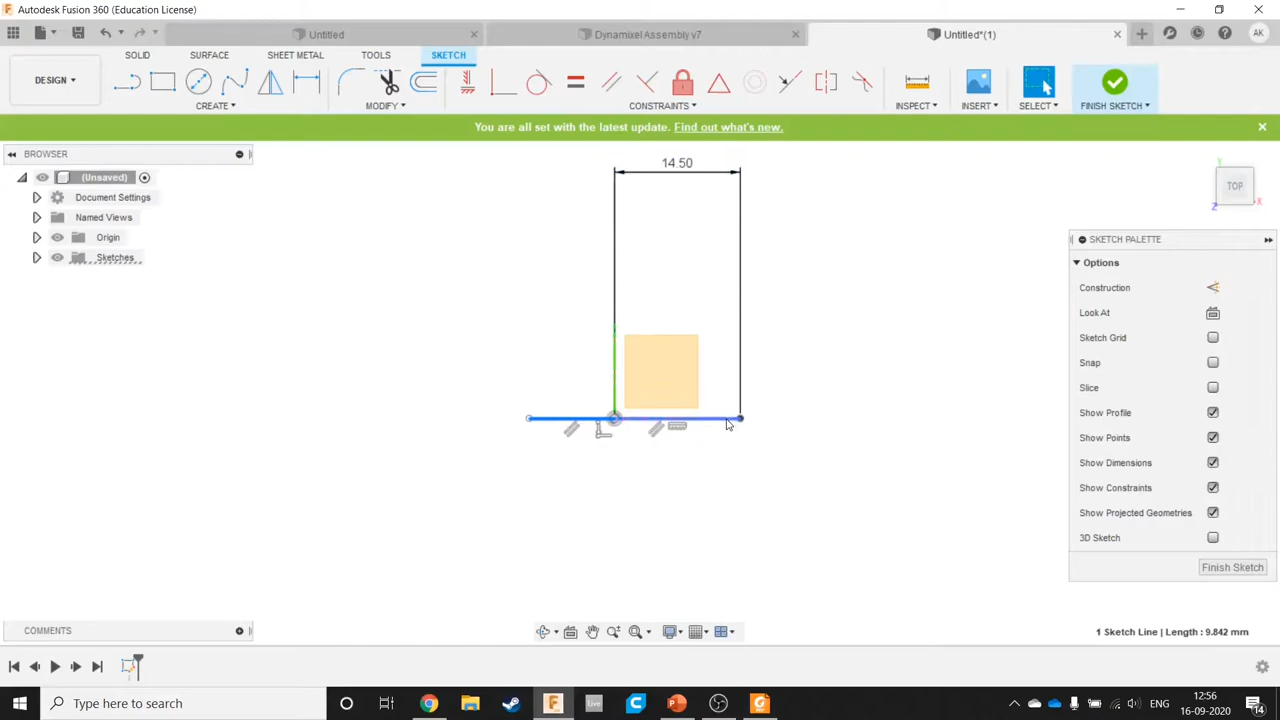 Autodesk Fusion 360 (Education License)
Untitled
Dynamixel Assembly v7
Untitled*(1)
AK
DESIGN
SOLID
SURFACE
SHEET METAL
TOOLS
SKETCH
CREATE
MODIFY
CONSTRAINTS
INSPECT
INSERT
SELECT
FINISH SKETCH
You are all set with the latest update. Find out what's new.
BROWSER
(Unsaved)
Document Settings
Named Views
Origin
Sketches
14.50
Y
TOP
X
Z
SKETCH PALETTE
Options
Construction
Look At
Sketch Grid
Snap
Slice
Show Profile
Show Points
Show Dimensions
Show Constraints
Show Projected Geometries
3D Sketch
Finish Sketch
COMMENTS
1 Sketch Line | Length : 9.842 mm
Type here to search
Live
ENG
12:56
16-09-2020